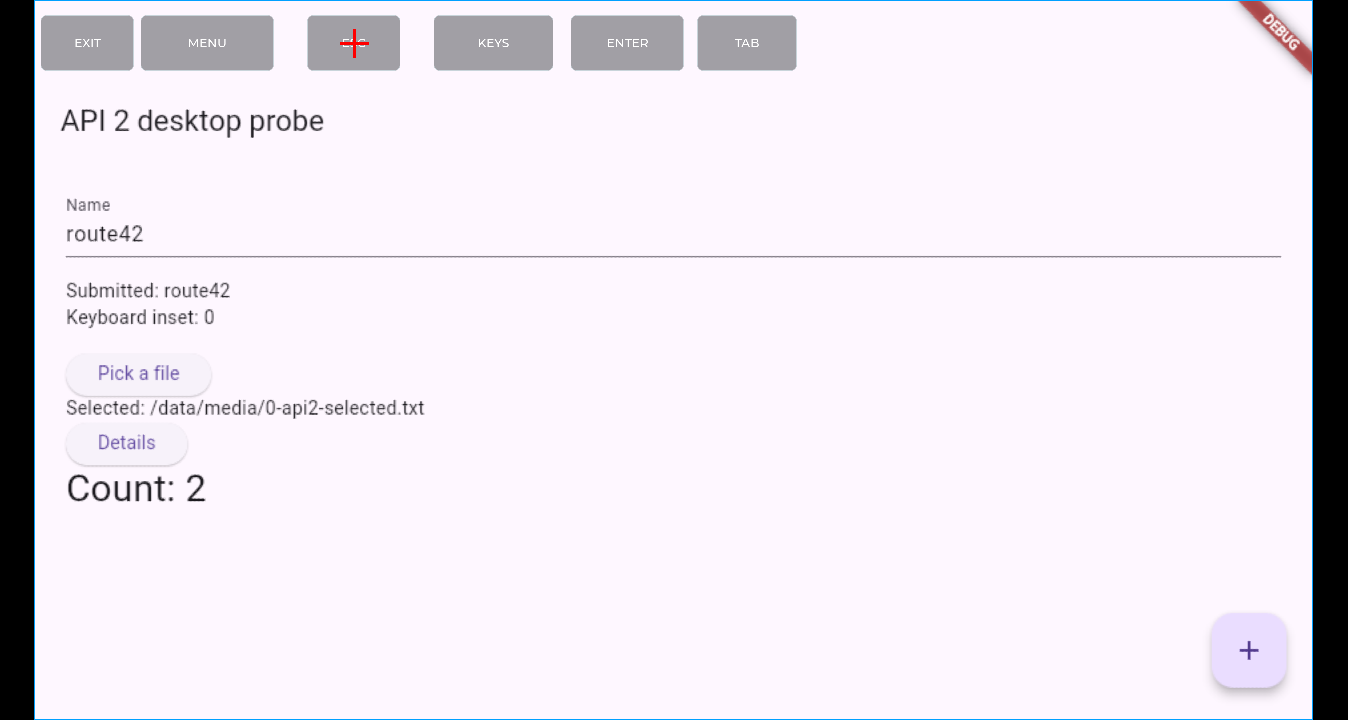 EXIT MENU KEYS ENTER TAB
DEBUG
API 2 desktop probe
Name
route42
Submitted: route42
Keyboard inset: 0
Pick a file
Selected: /data/media/0-api2-selected.txt
Details
Count: 2
+